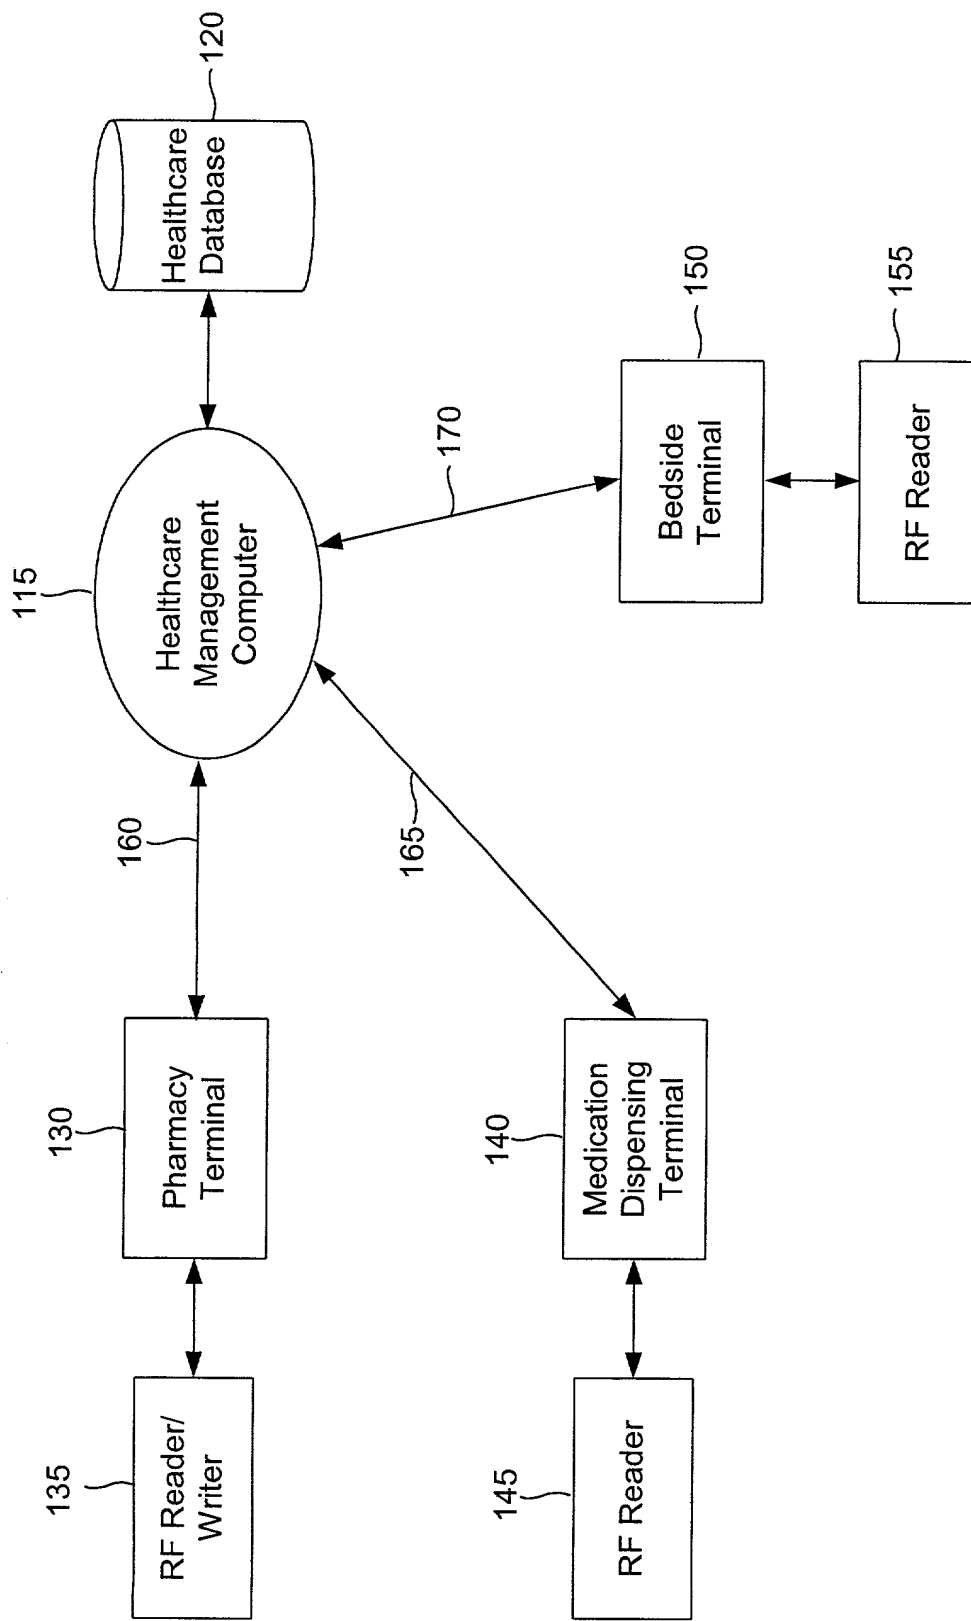 120
Healthcare
Database
115
Healthcare
Management
Computer
160
170
165
130
Pharmacy
Terminal
135
RF Reader/
Writer
140
Medication
Dispensing
Terminal
145
RF Reader
150
Bedside
Terminal
155
RF Reader